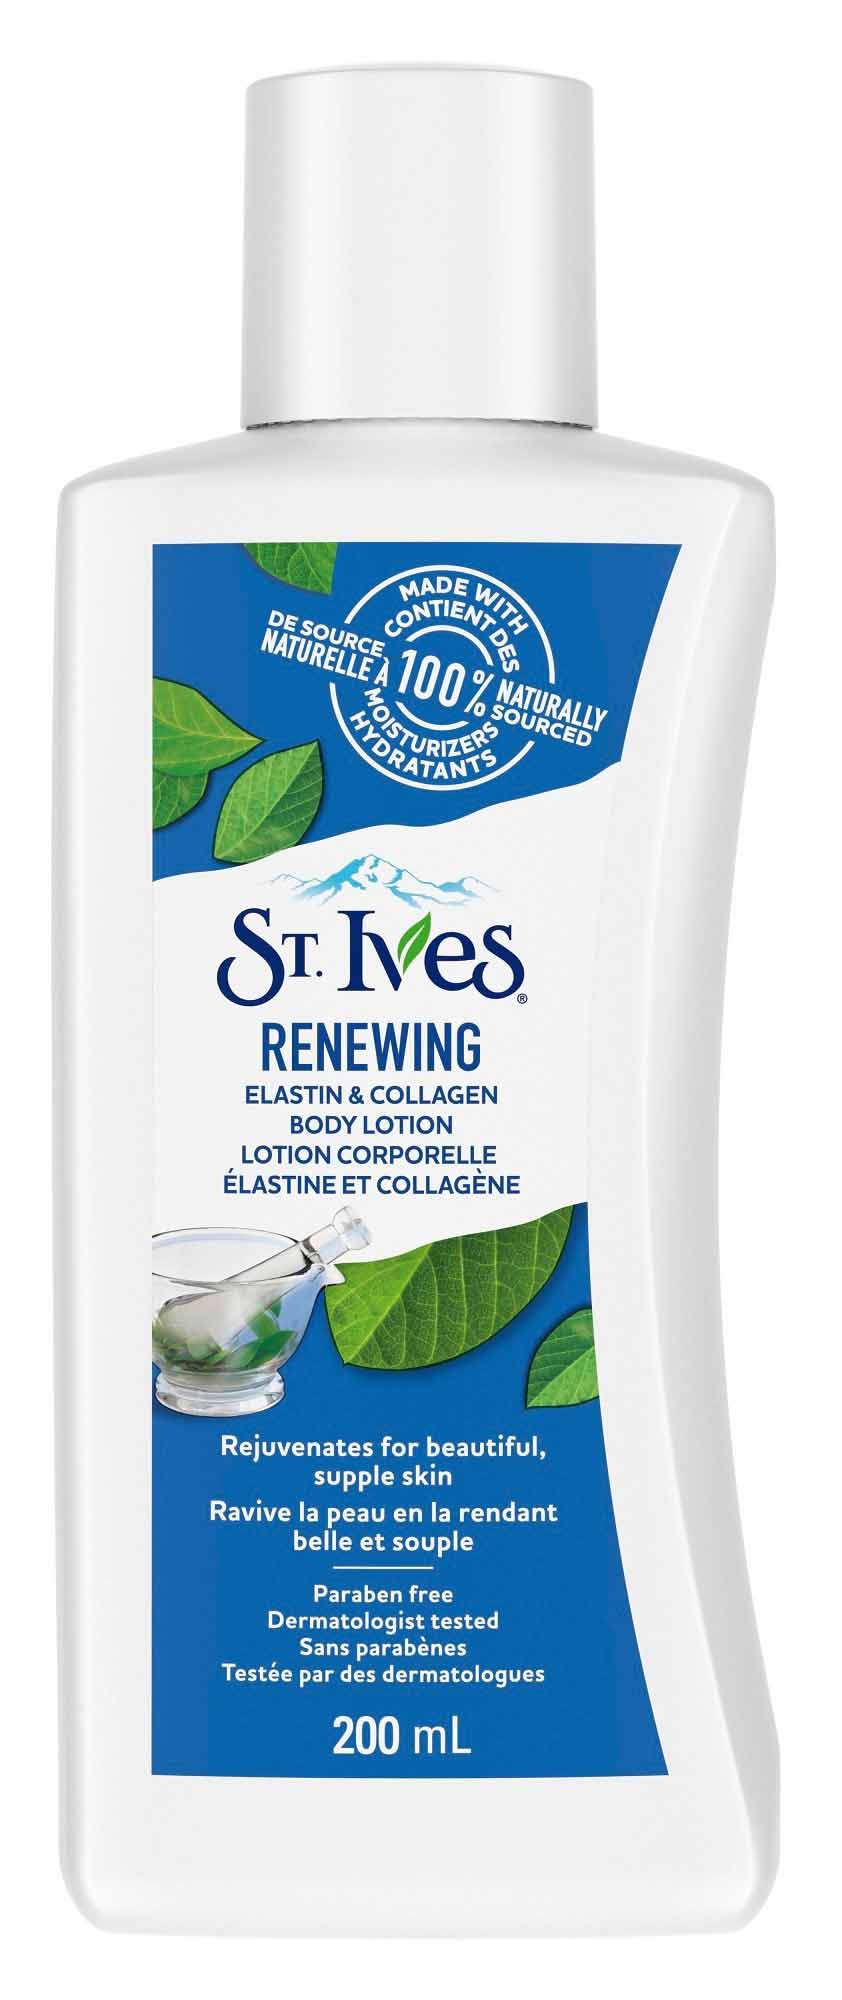 MADE WITH
CONTIENT DES
DE SOURCE
NATURELLE À
100%
NATURALLY
SOURCED
MOISTURIZERS
HYDRATANTS
ST. IVES®
RENEWING
ELASTIN & COLLAGEN
BODY LOTION
LOTION CORPORELLE
ÉLASTINE ET COLLAGÈNE
Rejuvenates for beautiful,
supple skin
Ravive la peau en la rendant
belle et souple
Paraben free
Dermatologist tested
Sans parabènes
Testée par des dermatologues
200 mL